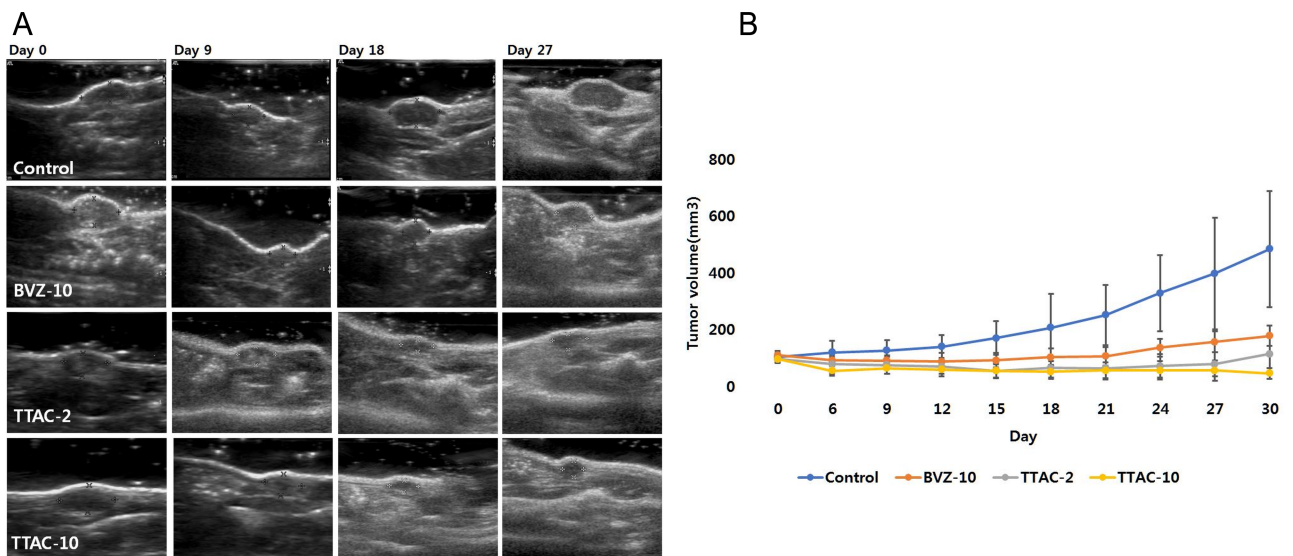 A
B
Day 0
Day 9
Day 18
Day 27
Control
BVZ-10
TTAC-2
TTAC-10
Tumor volume(mm3)
800
600
400
200
0
0 6 9 12 15 18 21 24 27 30
Day
Control BVZ-10 TTAC-2 TTAC-10